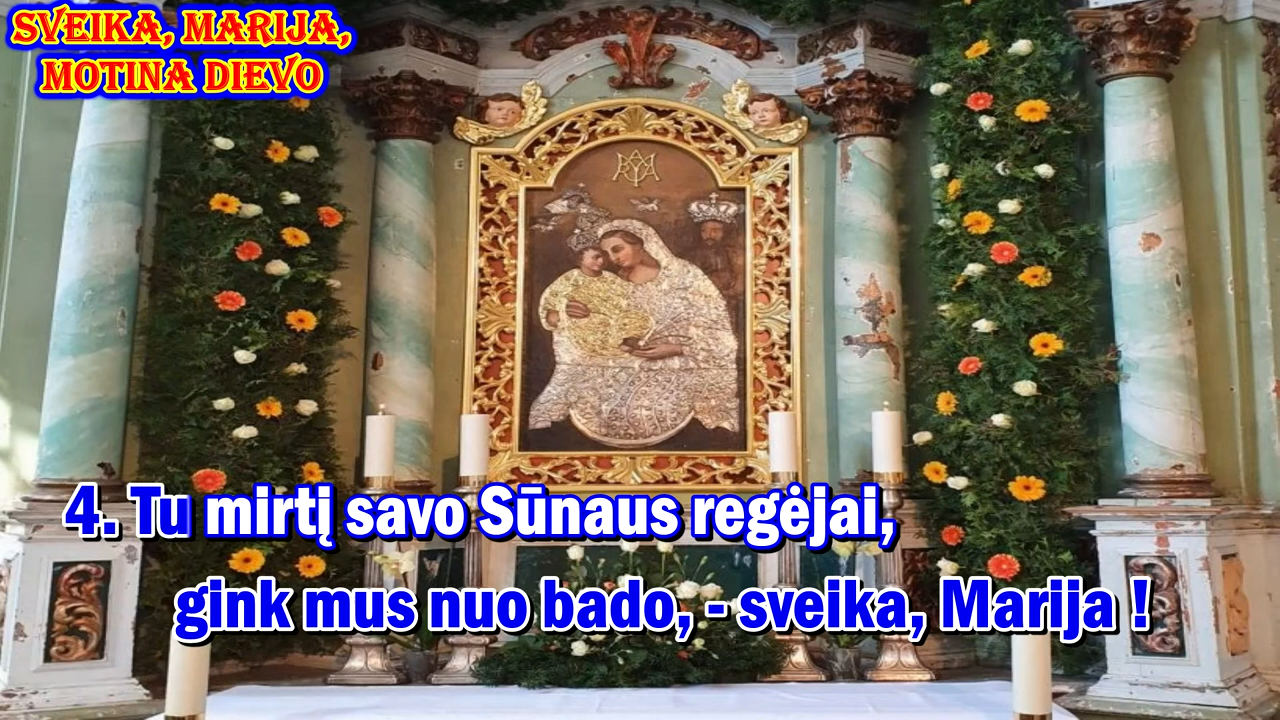 SVEIKA, MARIJA,
MOTINA DIEVO
4. Tu mirtį savo Sūnaus regėjai,
gink mus nuo bado, - sveika, Marija !